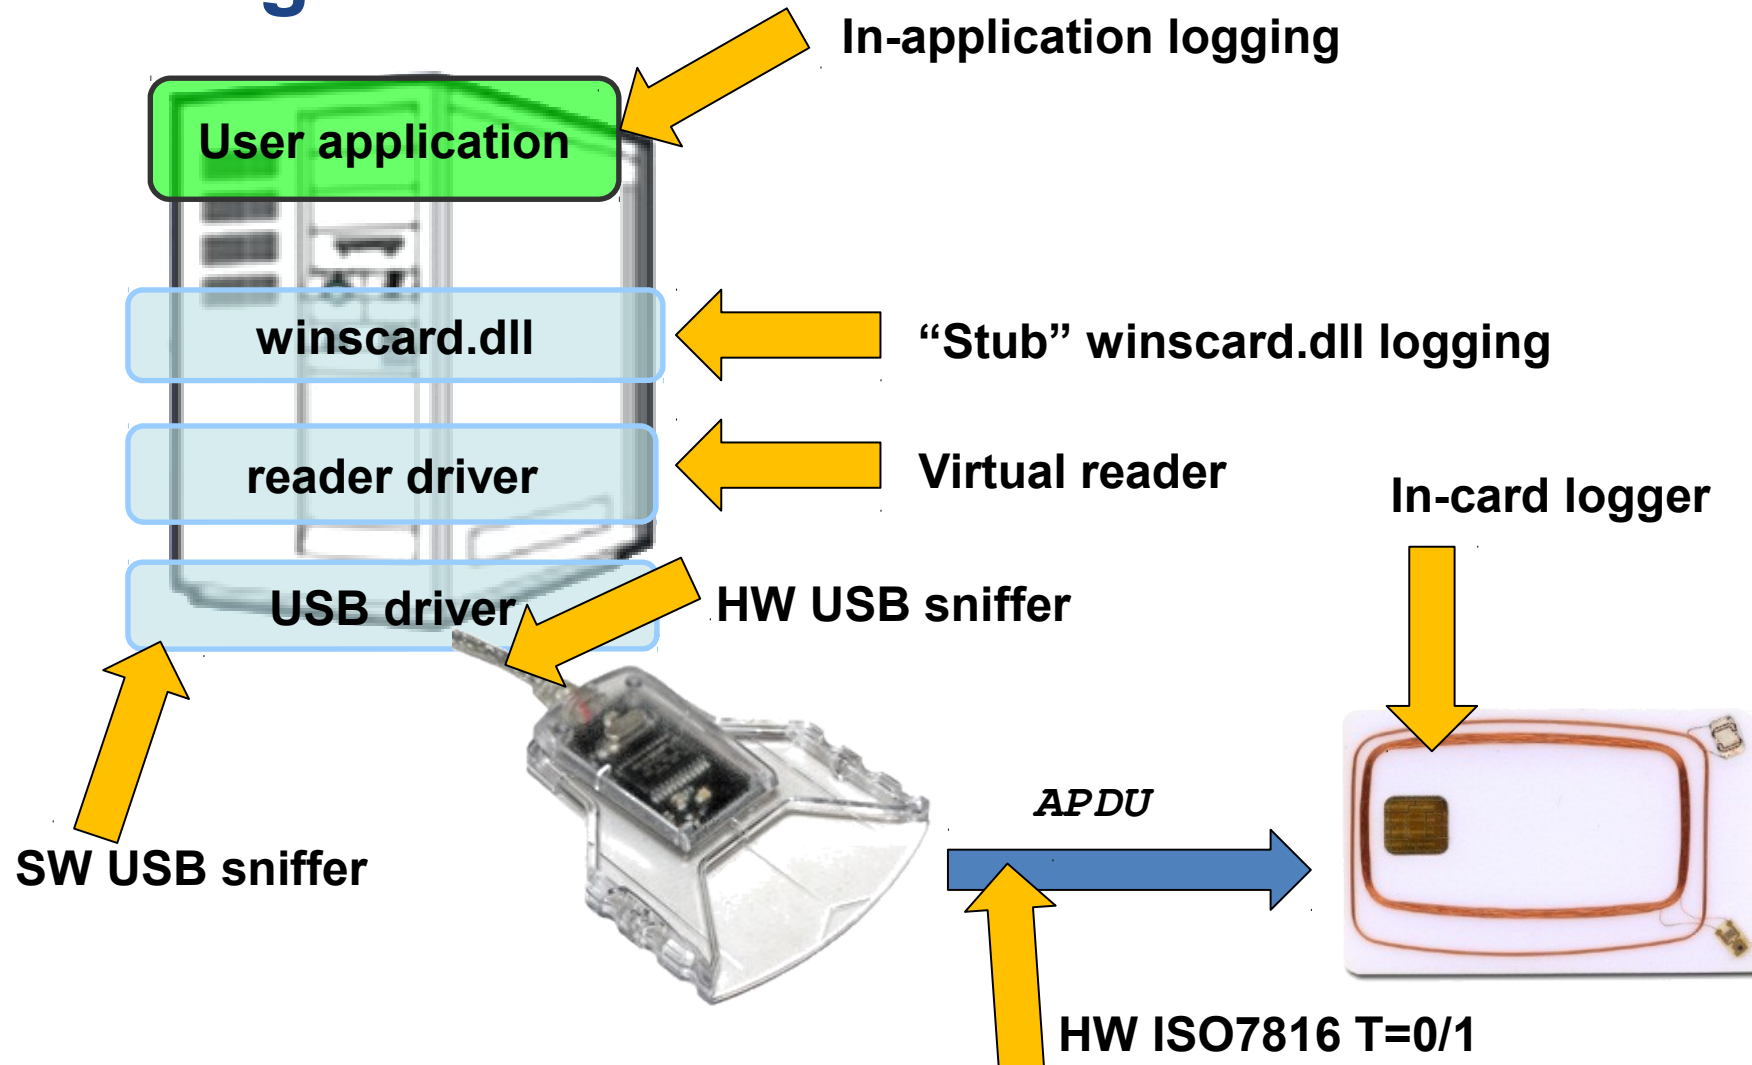 In-application logging
User application
winscard.dll
“Stub” winscard.dll logging
reader driver
Virtual reader
In-card logger
USB driver
HW USB sniffer
APDU
SW USB sniffer
HW ISO7816 T=0/1